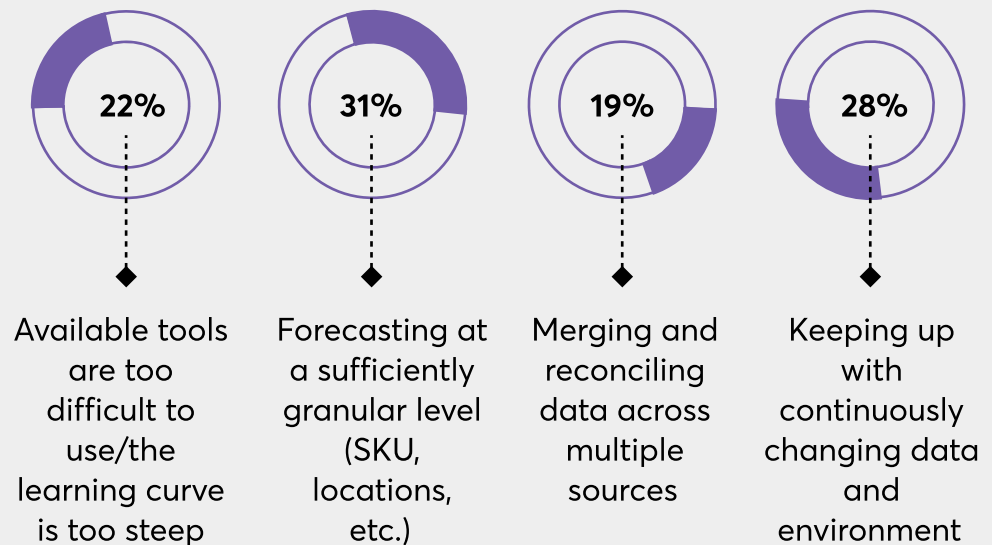 22%
Available tools
are too
difficult to
use/the
learning curve
is too steep
31%
Forecasting at
a sufficiently
granular level
(SKU,
locations,
etc.)
19%
Merging and
reconciling
data across
multiple
sources
28%
Keeping up
with
continuously
changing data
and
environment